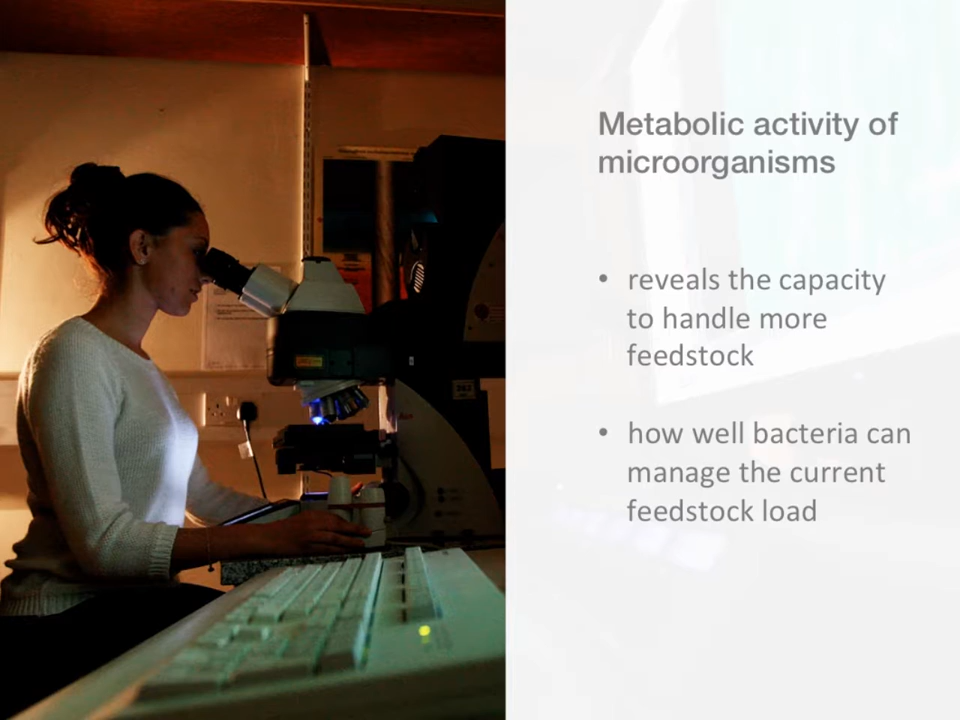 Metabolic activity of
microorganisms
• reveals the capacity
to handle more
feedstock
• how well bacteria can
manage the current
feedstock load